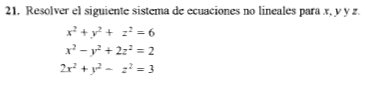 21. Resolver el siguiente sistema de ecuaciones no lineales para x, y y z.
x² + y² + z² = 6
x² − y² + 2z² = 2
2x² + y² − z² = 3